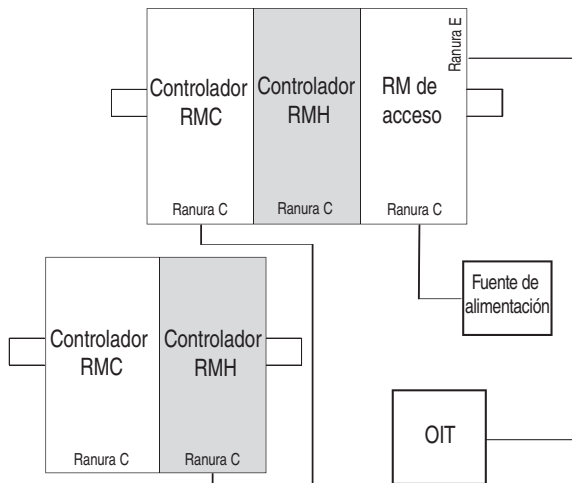 Ranura E
Controlador
RMC
Controlador
RMH
RM de
acceso
Ranura C
Ranura C
Ranura C
Fuente de
alimentación
Controlador
RMC
Controlador
RMH
OIT
Ranura C
Ranura C